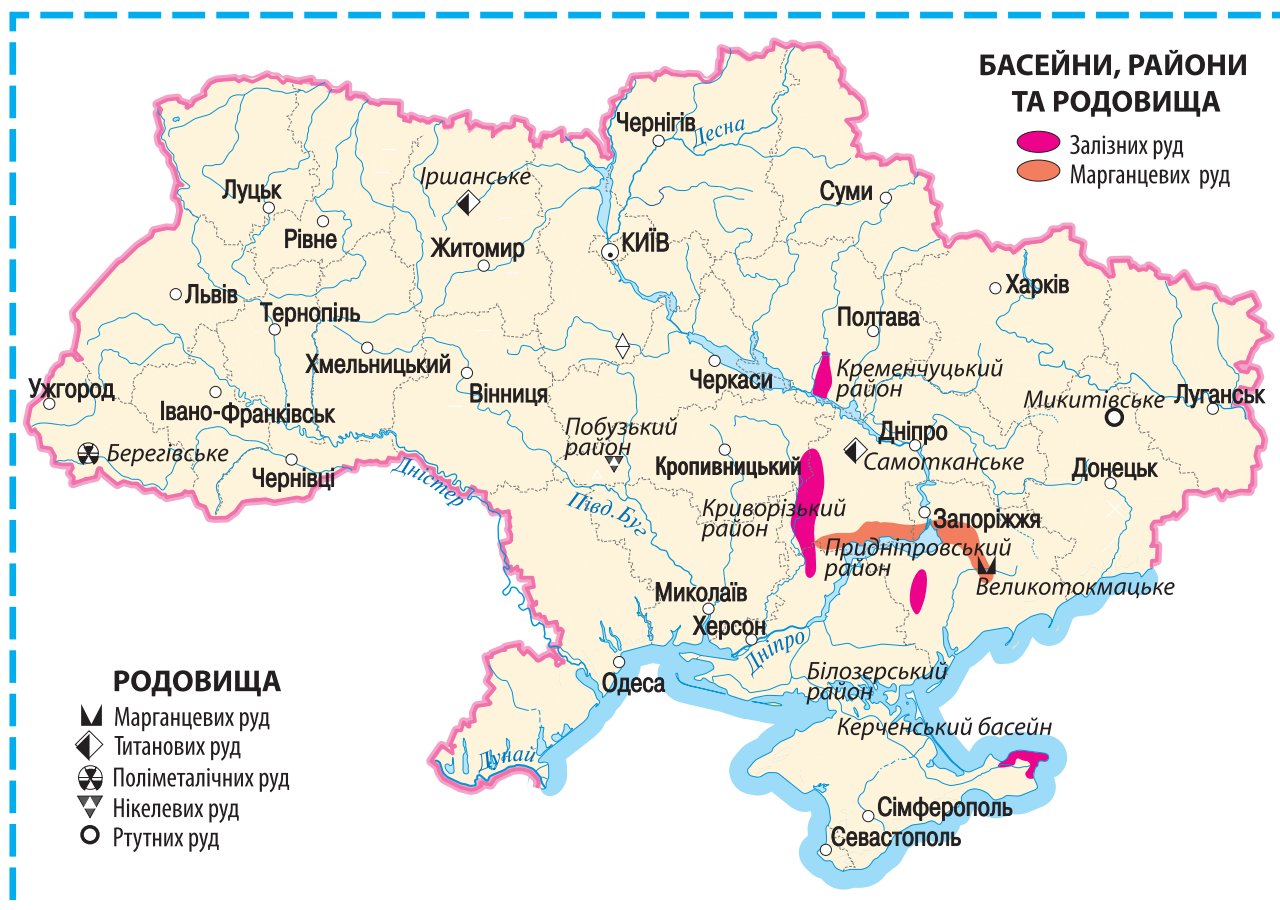 БАСЕЙНИ, РАЙОНИ
ТА РОДОВИЩА
Залізних руд
Марганцевих руд
Чернігів
Десна
Іршанське
Луцьк
Суми
Рівне
Житомир
КИЇВ
Львів
Харків
Тернопіль
Полтава
Хмельницький
Кременчуцький
район
Черкаси
Ужгород
Вінниця
Микитівське
Луганськ
Івано-Франківськ
Побузький
район
Дніпро
Берегівське
Кропивницький
Самотканське
Донецьк
Чернівці
Дністер
Півд. Буг
Криворізький
район
Запоріжжя
Придніпровський
район
Великотокмацьке
Миколаїв
Херсон
Дніпро
Білозерський
район
Одеса
Керченський басейн
Дунай
Сімферополь
Севастополь
РОДОВИЩА
Марганцевих руд
Титанових руд
Поліметалічних руд
Нікелевих руд
Ртутних руд